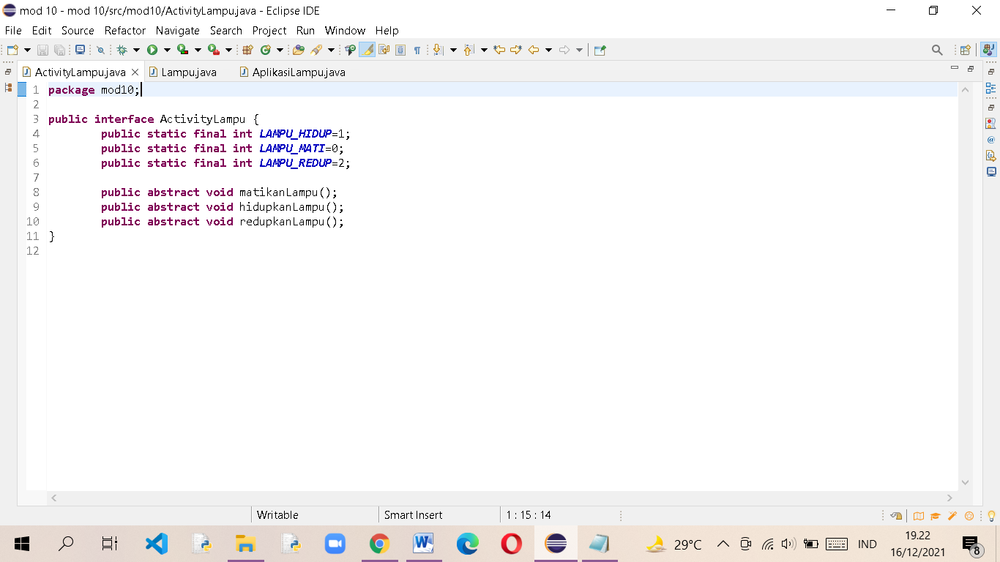 mod 10 - mod 10/src/mod10/ActivityLampu.java - Eclipse IDE
File Edit Source Refactor Navigate Search Project Run Window Help
ActivityLampu.java Lampu.java AplikasiLampu.java
1 package mod10;
2
3 public interface ActivityLampu {
4 public static final int LAMPU_HIDUP=1;
5 public static final int LAMPU_MATI=0;
6 public static final int LAMPU_REDUP=2;
7
8 public abstract void matikanLampu();
9 public abstract void hidupkanLampu();
10 public abstract void redupkanLampu();
11 }
12
Writable Smart Insert 1 : 15 : 14
29°C IND 19.22
16/12/2021 8